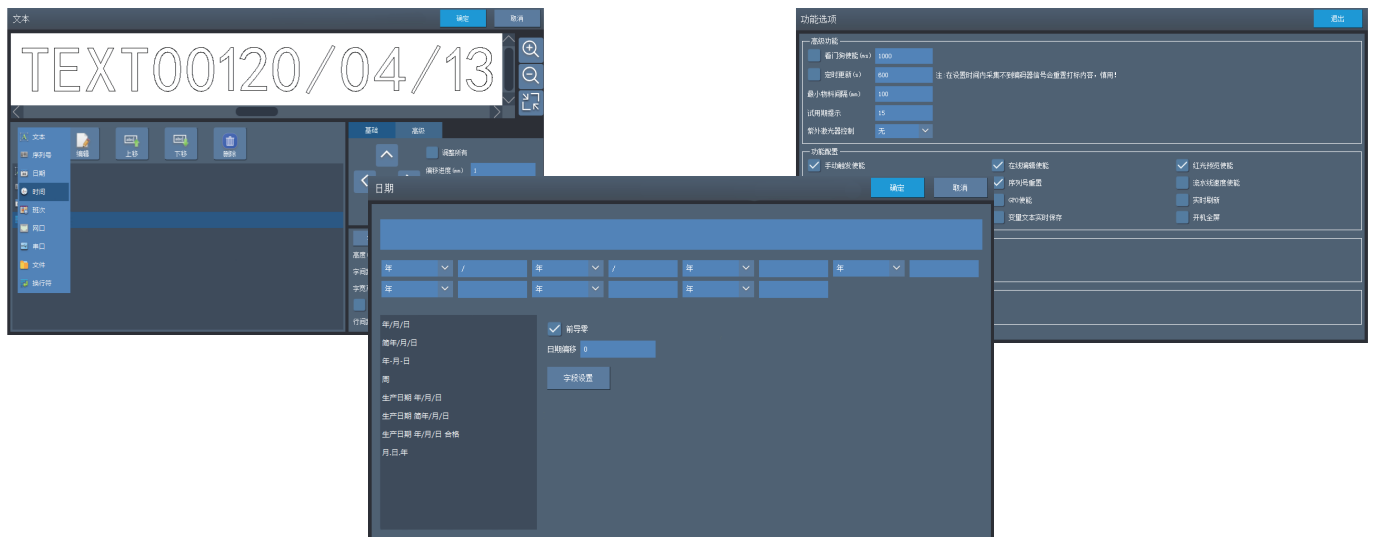 文本
确定
取消
TEXT00120/04/13
文本
序列号
日期
时间
班次
网口
串口
文件
换行符
编辑
上移
下移
删除
基础
高级
调整所有
偏移进度(mm)
1
高度
字间
字宽
行间
日期
确定
取消
年
/
年
/
年
年
年
年
年
年/月/日
简年/月/日
年-月-日
周
生产日期 年/月/日
生产日期 简年/月/日
生产日期 年/月/日 合格
月.日.年
前导零
日期偏移
0
字段设置
功能选项
退出
高级功能
看门狗使能(ms)
1000
定时更新(s)
600
注:在设置时间内采集不到编码器信号会重置打标内容,慎用!
最小物料间隔(mm)
100
试用期提示
15
紫外激光器控制
无
功能配置
手动触发使能
在线编辑使能
红光预览使能
序列号重置
流水线速度使能
GPO使能
实时刷新
变量文本实时保存
开机全屏